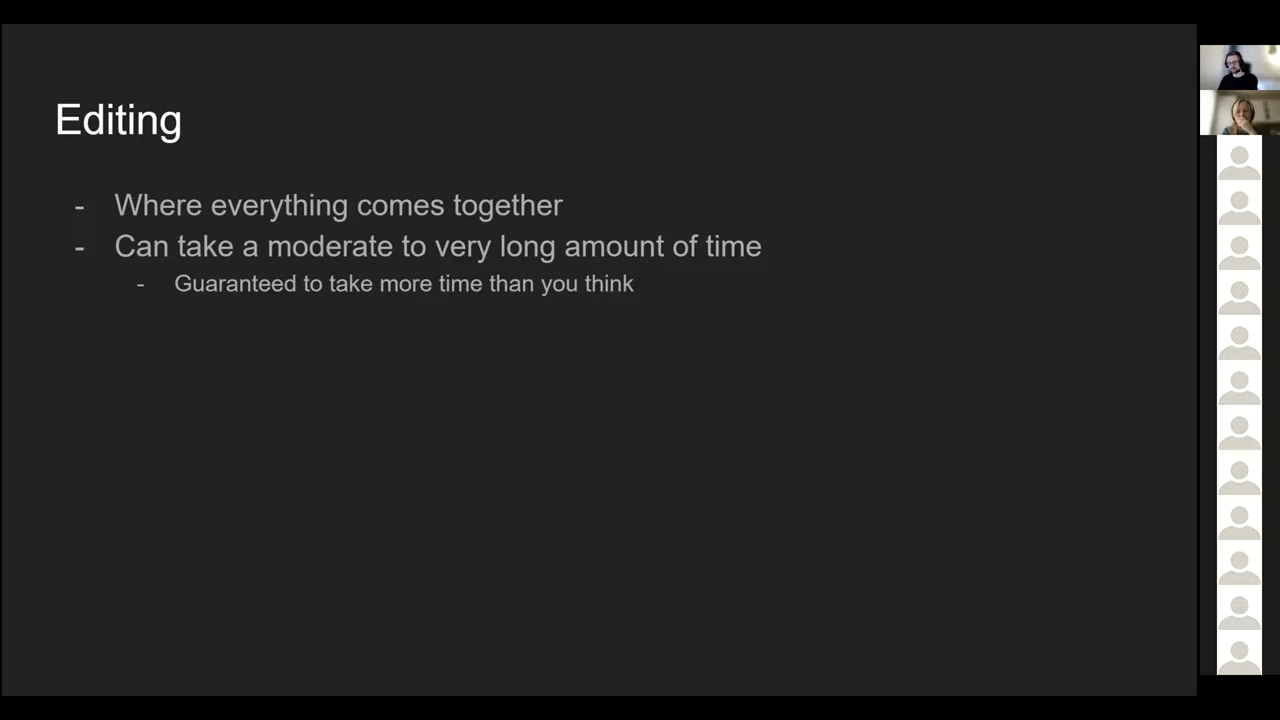 Editing
- Where everything comes together
- Can take a moderate to very long amount of time
- Guaranteed to take more time than you think